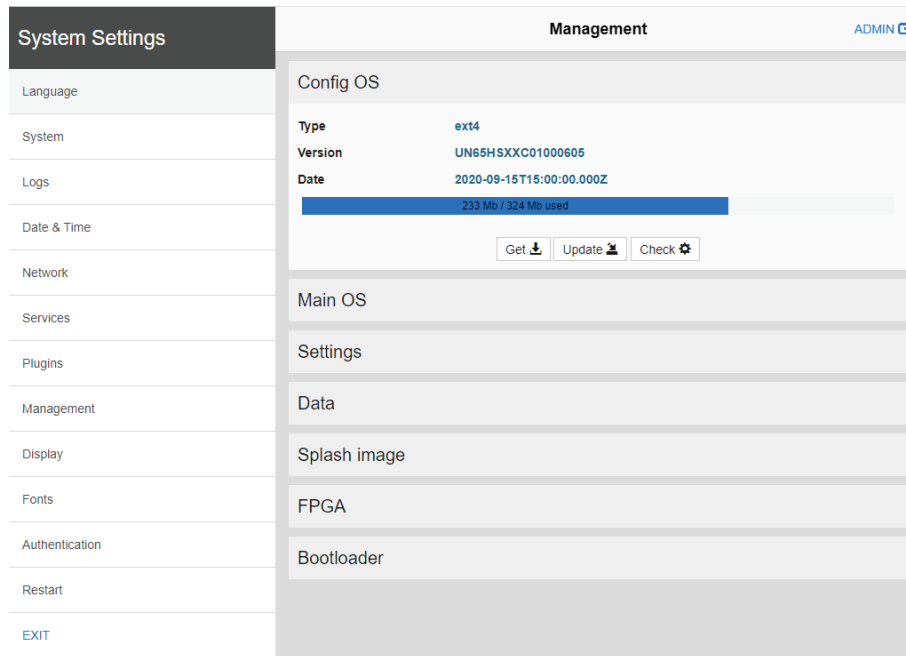 System Settings
Language
System
Logs
Date & Time
Network
Services
Plugins
Management
Display
Fonts
Authentication
Restart
EXIT
Management
ADMIN
Config OS
Type ext4
Version UN65HSXXC01000605
Date 2020-09-15T15:00:00.000Z
233 Mb / 324 Mb used
Get Update Check
Main OS
Settings
Data
Splash image
FPGA
Bootloader